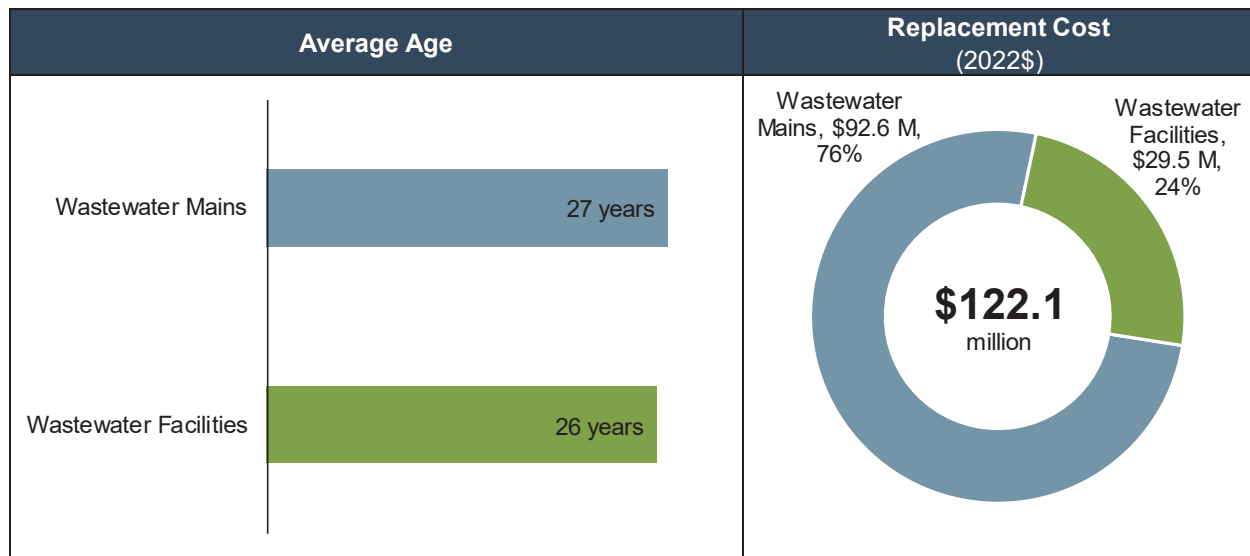 Average Age
Replacement Cost
(2022$)
Wastewater Mains
27 years
Wastewater Facilities
26 years
Wastewater
Mains, $92.6 M,
76%
Wastewater
Facilities,
$29.5 M,
24%
$122.1
million